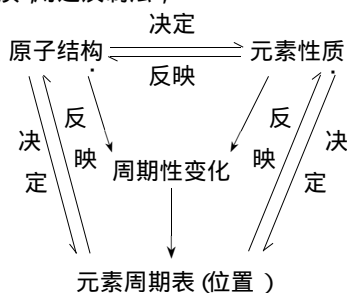 决定
原子结构 元素性质
反映
决定 反映 反映 决定
周期性变化
元素周期表(位置 )